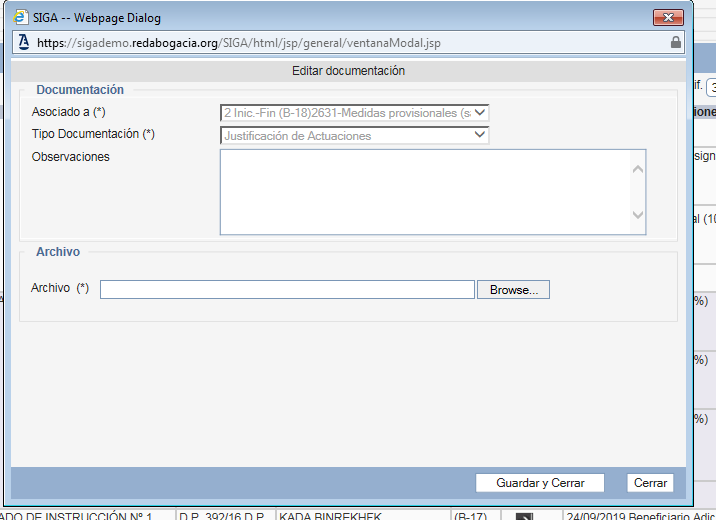 SIGA -- Webpage Dialog
https://sigademo.redabogacia.org/SIGA/html/jsp/general/ventanaModal.jsp
Editar documentación
Documentación
Asociado a (*) 2 Inic.-Fin (B-18)2631-Medidas provisionales (s
Tipo Documentación (*) Justificación de Actuaciones
Observaciones
Archivo
Archivo (*) Browse...
Guardar y Cerrar Cerrar
if. 3
ione
sign
al (10
%)
%)
%)
ADO DE INSTRUCCIÓN Nº 1 D.P. 392/16 D.P. KADA BINREKHEK (B-17) 24/09/2019 Beneficiario Adic